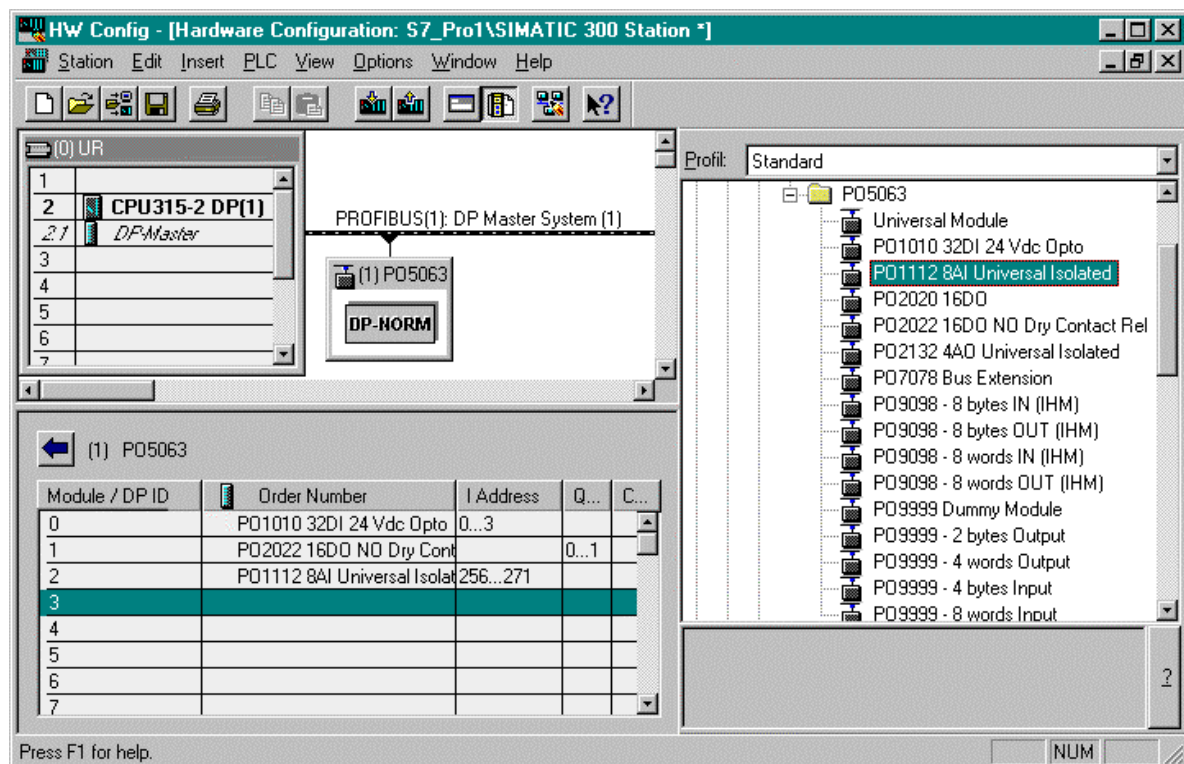 HW Config - [Hardware Configuration: S7_Pro1\SIMATIC 300 Station *]
Station Edit Insert PLC View Options Window Help
(0) UR
1
2 CPU315-2 DP(1)
2.1 DP-Master
3
4
5
6
7
PROFIBUS(1): DP Master System (1)
(1) PO5063
DP-NORM
(1) PO5063
Module / DP ID Order Number I Address Q... C...
0 PO1010 32DI 24 Vdc Opto 0...3
1 PO2022 16DO NO Dry Cont 0...1
2 PO1112 8AI Universal Isolat 256...271
3
4
5
6
7
Profil: Standard
PO5063
Universal Module
PO1010 32DI 24 Vdc Opto
PO1112 8AI Universal Isolated
PO2020 16DO
PO2022 16DO NO Dry Contact Rel
PO2132 4AO Universal Isolated
PO7078 Bus Extension
PO9098 - 8 bytes IN (IHM)
PO9098 - 8 bytes OUT (IHM)
PO9098 - 8 words IN (IHM)
PO9098 - 8 words OUT (IHM)
PO9999 Dummy Module
PO9999 - 2 bytes Output
PO9999 - 4 words Output
PO9999 - 4 bytes Input
PO9999 - 8 words Input
?
Press F1 for help. NUM